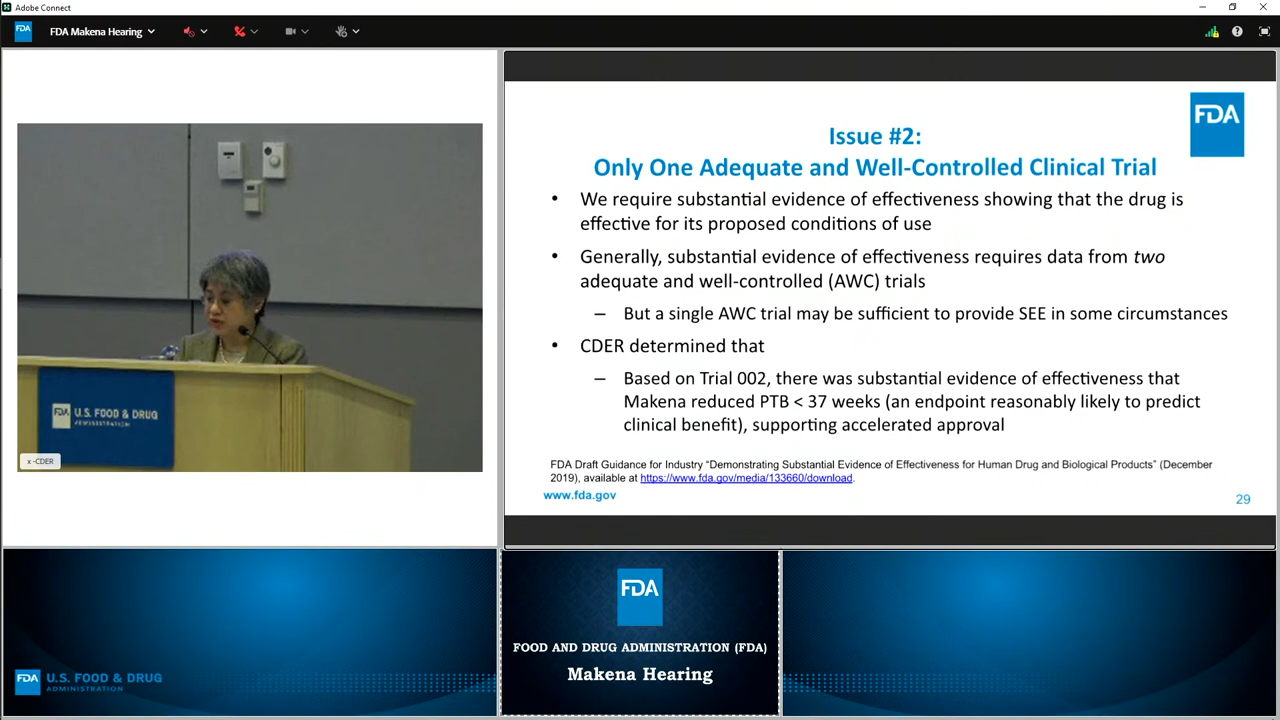 Adobe Connect
FDA
FDA Makena Hearing
FDA
Issue #2:
Only One Adequate and Well-Controlled Clinical Trial
• We require substantial evidence of effectiveness showing that the drug is
effective for its proposed conditions of use
• Generally, substantial evidence of effectiveness requires data from two
adequate and well-controlled (AWC) trials
– But a single AWC trial may be sufficient to provide SEE in some circumstances
• CDER determined that
– Based on Trial 002, there was substantial evidence of effectiveness that
Makena reduced PTB < 37 weeks (an endpoint reasonably likely to predict
clinical benefit), supporting accelerated approval
FDA Draft Guidance for Industry “Demonstrating Substantial Evidence of Effectiveness for Human Drug and Biological Products” (December
2019), available at https://www.fda.gov/media/133660/download.
www.fda.gov
29
FDA U.S. FOOD & DRUG
ADMINISTRATION
x -CDER
FDA
FOOD AND DRUG ADMINISTRATION (FDA)
Makena Hearing
FDA U.S. FOOD & DRUG
ADMINISTRATION